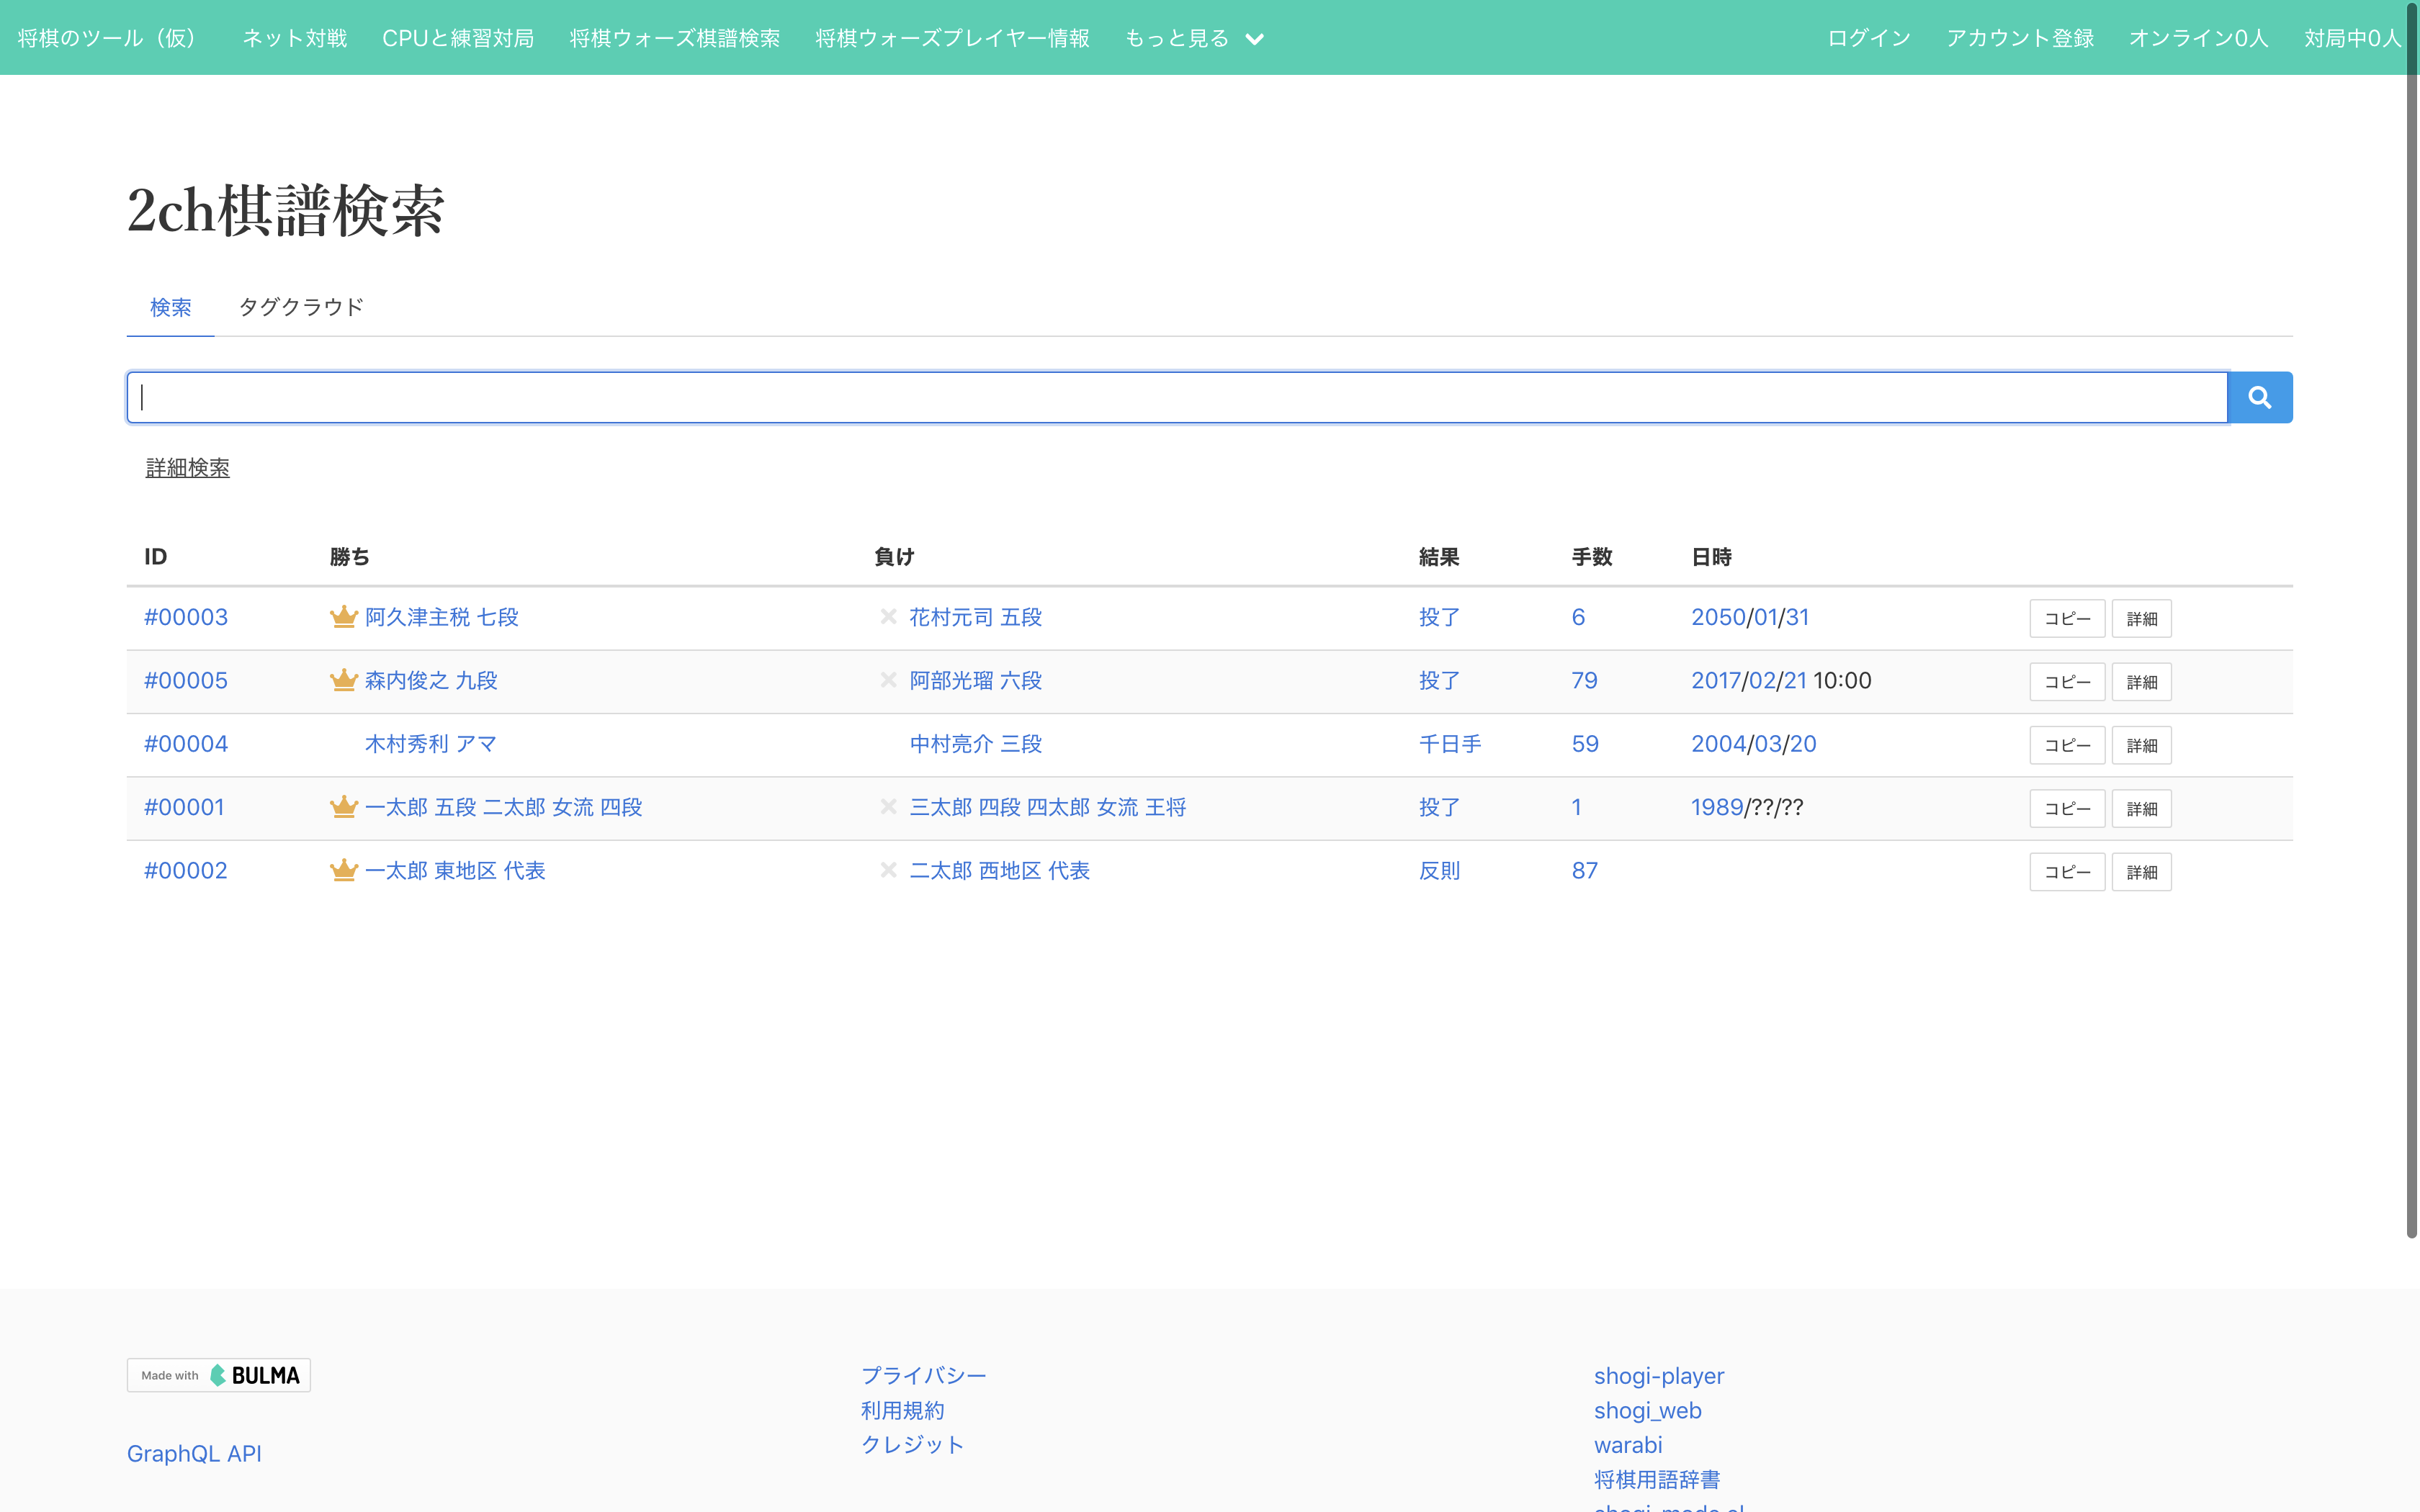 将棋のツール（仮） ネット対戦 CPUと練習対局 将棋ウォーズ棋譜検索 将棋ウォーズプレイヤー情報 もっと見る ログイン アカウント登録 オンライン0人 対局中0人
2ch棋譜検索
検索 タグクラウド
詳細検索
ID 勝ち 負け 結果 手数 日時
#00003 阿久津主税 七段 花村元司 五段 投了 6 2050/01/31 コピー 詳細
#00005 森内俊之 九段 阿部光瑠 六段 投了 79 2017/02/21 10:00 コピー 詳細
#00004 木村秀利 アマ 中村亮介 三段 千日手 59 2004/03/20 コピー 詳細
#00001 一太郎 五段 二太郎 女流 四段 三太郎 四段 四太郎 女流 王将 投了 1 1989/??/?? コピー 詳細
#00002 一太郎 東地区 代表 二太郎 西地区 代表 反則 87 コピー 詳細
Made with BULMA
GraphQL API
プライバシー
利用規約
クレジット
shogi-player
shogi_web
warabi
将棋用語辞書